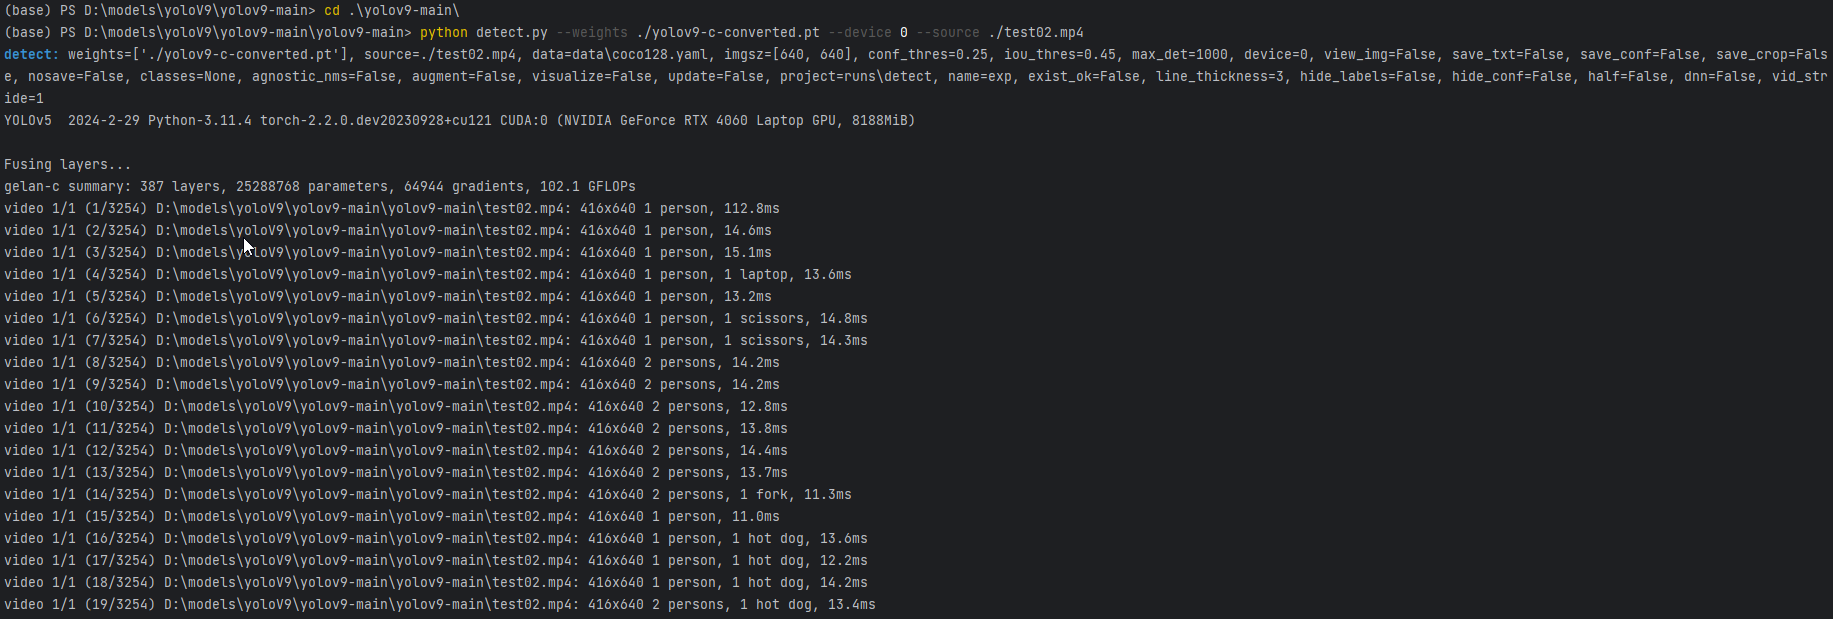 (base) PS D:\models\yoloV9\yolov9-main> cd .\yolov9-main\
(base) PS D:\models\yoloV9\yolov9-main\yolov9-main> python detect.py --weights ./yolov9-c-converted.pt --device 0 --source ./test02.mp4
detect: weights=['./yolov9-c-converted.pt'], source=./test02.mp4, data=data\coco128.yaml, imgsz=[640, 640], conf_thres=0.25, iou_thres=0.45, max_det=1000, device=0, view_img=False, save_txt=False, save_conf=False, save_crop=Fals
e, nosave=False, classes=None, agnostic_nms=False, augment=False, visualize=False, update=False, project=runs\detect, name=exp, exist_ok=False, line_thickness=3, hide_labels=False, hide_conf=False, half=False, dnn=False, vid_str
ide=1
YOLOv5  2024-2-29 Python-3.11.4 torch-2.2.0.dev20230928+cu121 CUDA:0 (NVIDIA GeForce RTX 4060 Laptop GPU, 8188MiB)
Fusing layers...
gelan-c summary: 387 layers, 25288768 parameters, 64944 gradients, 102.1 GFLOPs
video 1/1 (1/3254) D:\models\yoloV9\yolov9-main\yolov9-main\test02.mp4: 416x640 1 person, 112.8ms
video 1/1 (2/3254) D:\models\yoloV9\yolov9-main\yolov9-main\test02.mp4: 416x640 1 person, 14.6ms
video 1/1 (3/3254) D:\models\yoloV9\yolov9-main\yolov9-main\test02.mp4: 416x640 1 person, 15.1ms
video 1/1 (4/3254) D:\models\yoloV9\yolov9-main\yolov9-main\test02.mp4: 416x640 1 person, 1 laptop, 13.6ms
video 1/1 (5/3254) D:\models\yoloV9\yolov9-main\yolov9-main\test02.mp4: 416x640 1 person, 13.2ms
video 1/1 (6/3254) D:\models\yoloV9\yolov9-main\yolov9-main\test02.mp4: 416x640 1 person, 1 scissors, 14.8ms
video 1/1 (7/3254) D:\models\yoloV9\yolov9-main\yolov9-main\test02.mp4: 416x640 1 person, 1 scissors, 14.3ms
video 1/1 (8/3254) D:\models\yoloV9\yolov9-main\yolov9-main\test02.mp4: 416x640 2 persons, 14.2ms
video 1/1 (9/3254) D:\models\yoloV9\yolov9-main\yolov9-main\test02.mp4: 416x640 2 persons, 14.2ms
video 1/1 (10/3254) D:\models\yoloV9\yolov9-main\yolov9-main\test02.mp4: 416x640 2 persons, 12.8ms
video 1/1 (11/3254) D:\models\yoloV9\yolov9-main\yolov9-main\test02.mp4: 416x640 2 persons, 13.8ms
video 1/1 (12/3254) D:\models\yoloV9\yolov9-main\yolov9-main\test02.mp4: 416x640 2 persons, 14.4ms
video 1/1 (13/3254) D:\models\yoloV9\yolov9-main\yolov9-main\test02.mp4: 416x640 2 persons, 13.7ms
video 1/1 (14/3254) D:\models\yoloV9\yolov9-main\yolov9-main\test02.mp4: 416x640 2 persons, 1 fork, 11.3ms
video 1/1 (15/3254) D:\models\yoloV9\yolov9-main\yolov9-main\test02.mp4: 416x640 1 person, 11.0ms
video 1/1 (16/3254) D:\models\yoloV9\yolov9-main\yolov9-main\test02.mp4: 416x640 1 person, 1 hot dog, 13.6ms
video 1/1 (17/3254) D:\models\yoloV9\yolov9-main\yolov9-main\test02.mp4: 416x640 1 person, 1 hot dog, 12.2ms
video 1/1 (18/3254) D:\models\yoloV9\yolov9-main\yolov9-main\test02.mp4: 416x640 1 person, 1 hot dog, 14.2ms
video 1/1 (19/3254) D:\models\yoloV9\yolov9-main\yolov9-main\test02.mp4: 416x640 2 persons, 1 hot dog, 13.4ms